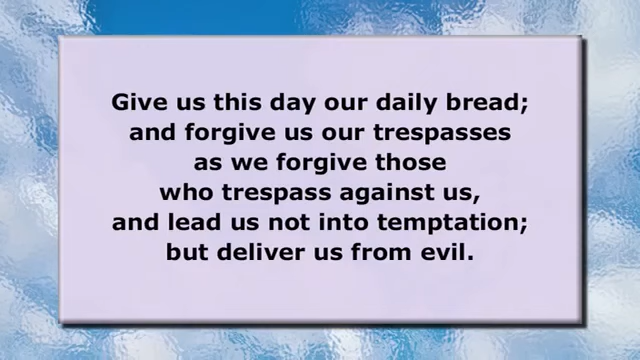 Give us this day our daily bread;
and forgive us our trespasses
as we forgive those
who trespass against us,
and lead us not into temptation;
but deliver us from evil.